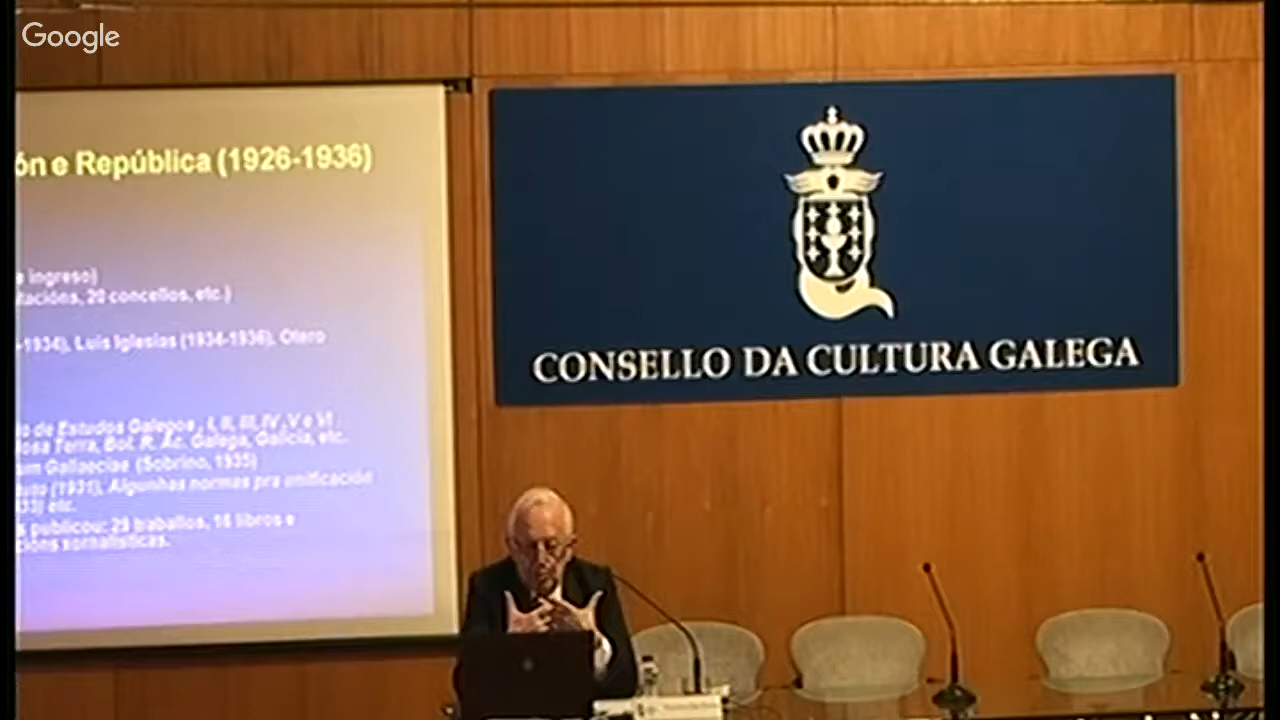 Google
ón e República (1926-1936)
e ingreso)
tacións, 20 concellos, etc.)
-1934), Luis Iglesias (1934-1936), Otero
o de Estudos Galegos, I, II, III, IV, V e VI
osa Terra, Bol. R. Ac. Galega, Galicia, etc.
Gallaeciae (Sobrino, 1935)
(1931), Algunhas normas pra unificación
33) etc.
s publicou: 29 traballos, 16 libros e
cións xornalísticas.
CONSELLO DA CULTURA GALEGA